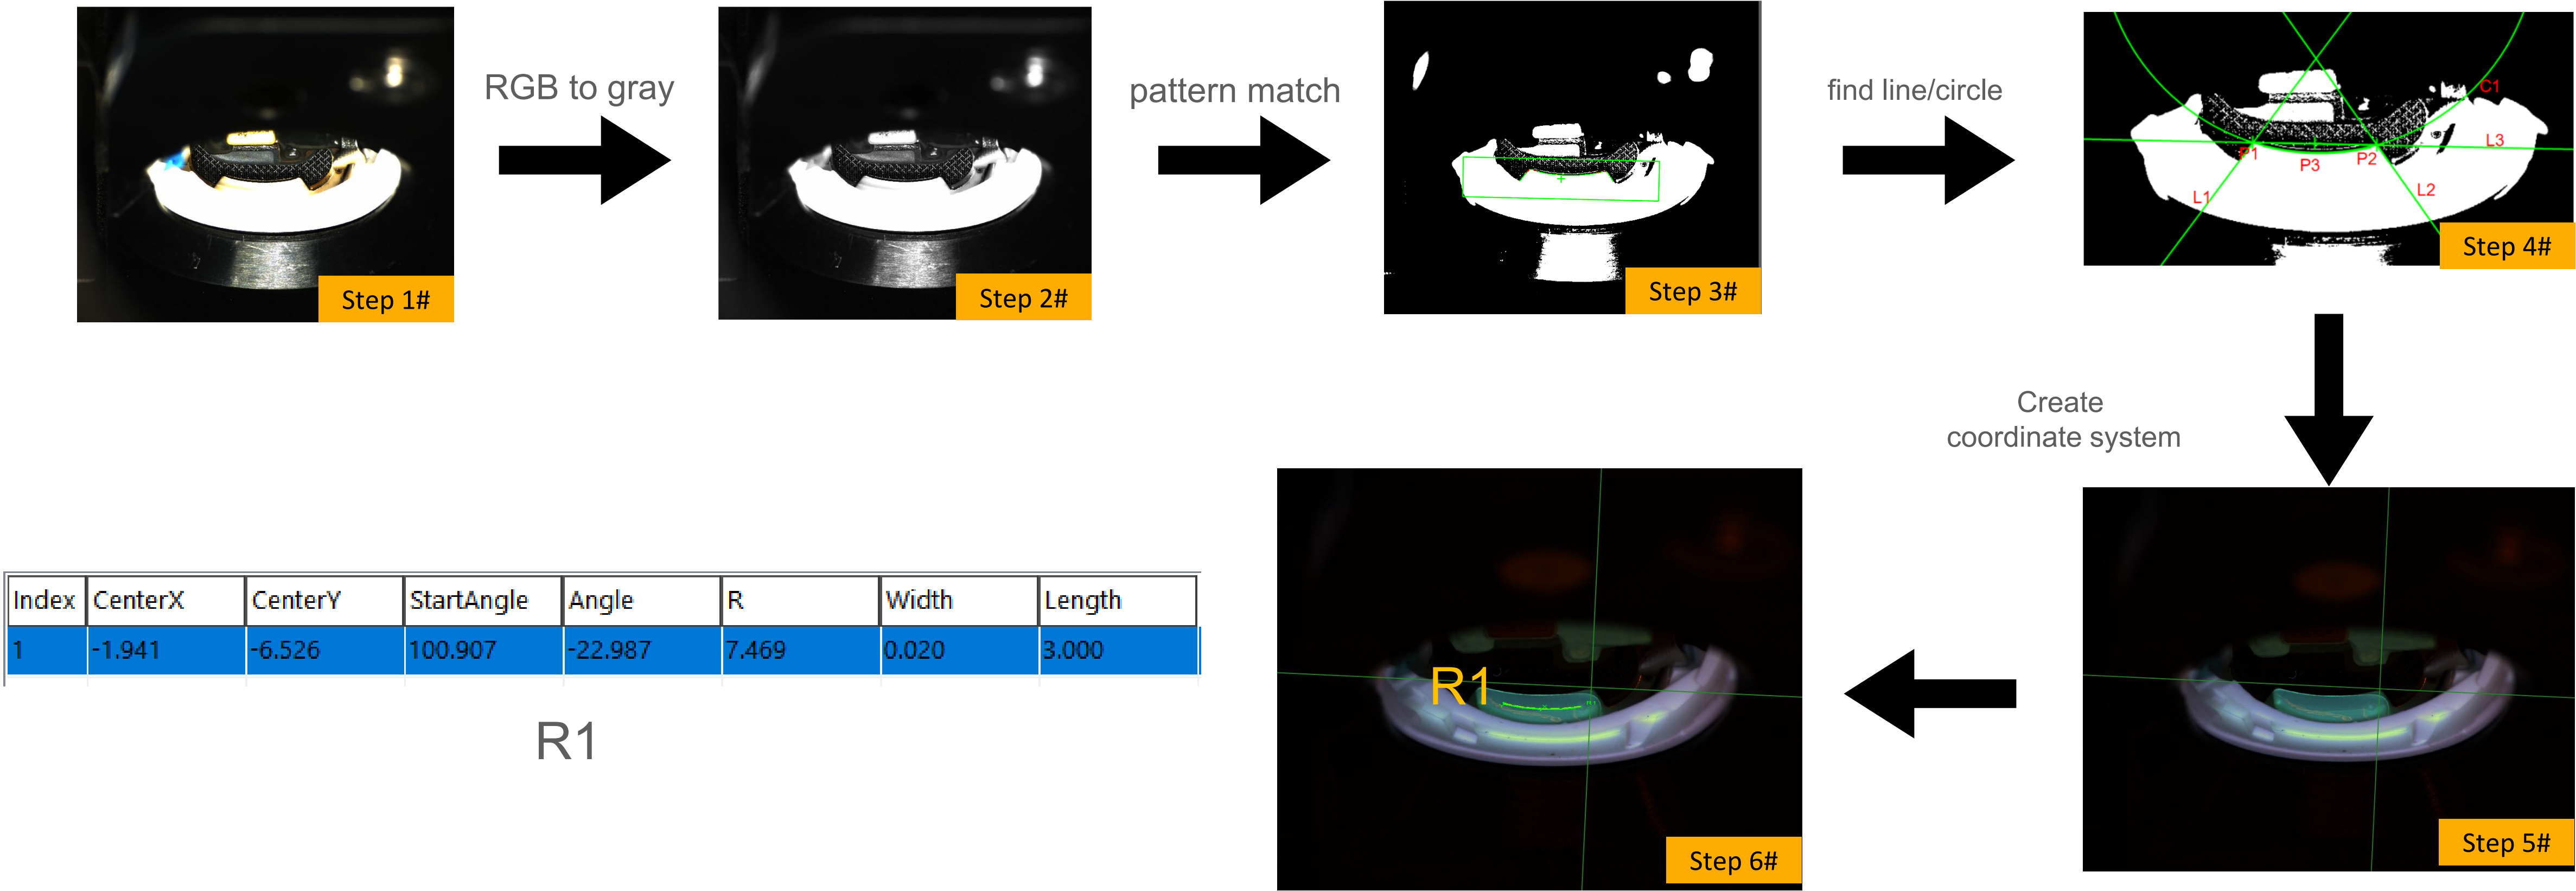 Step 1#
RGB to gray
Step 2#
pattern match
Step 3#
find line/circle
C1
L3
P1
P3
P2
L2
L1
Step 4#
Create
coordinate system
Step 5#
R1
Step 6#
Index CenterX CenterY StartAngle Angle R Width Length
1 -1.941 -6.526 100.907 -22.987 7.469 0.020 3.000
R1